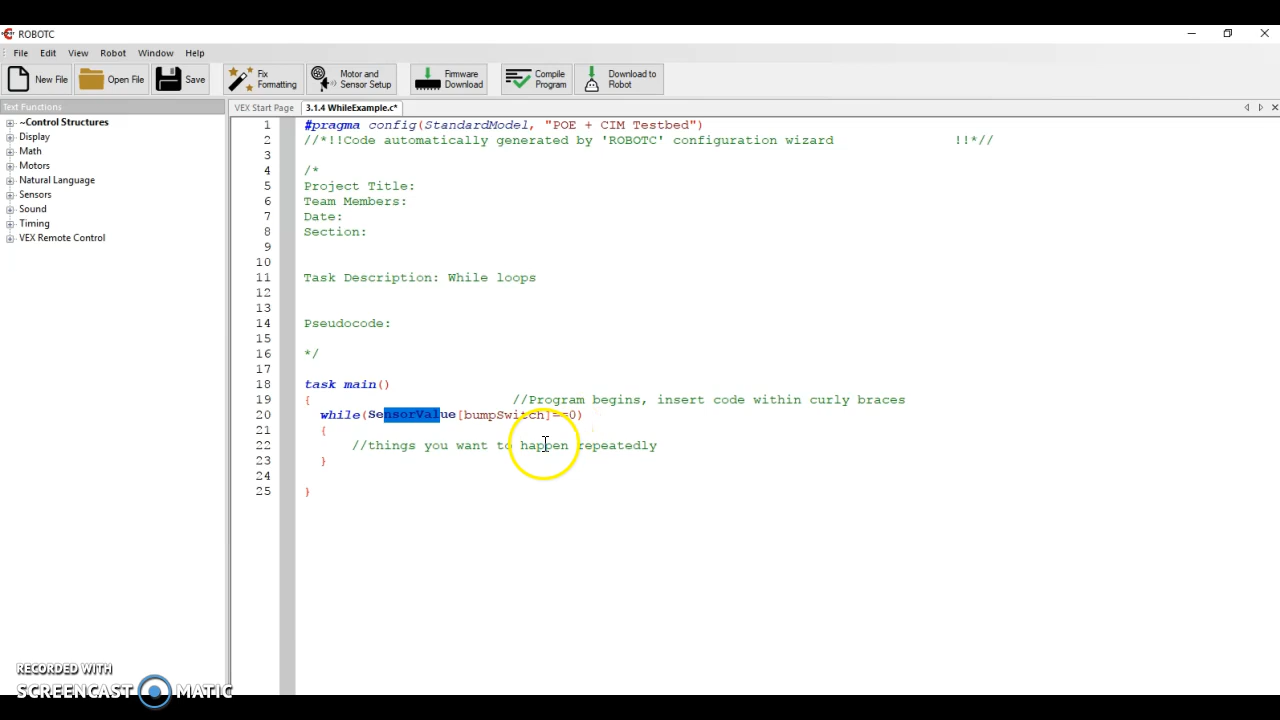 ROBOTC
File Edit View Robot Window Help
New File Open File Save Fix Formatting Motor and Sensor Setup Firmware Download Compile Program Download to Robot
Text Functions
VEX Start Page 3.1.4 WhileExample.c*
~Control Structures
Display
Math
Motors
Natural Language
Sensors
Sound
Timing
VEX Remote Control
1 #pragma config(StandardModel, "POE + CIM Testbed")
2 //*!!Code automatically generated by 'ROBOTC' configuration wizard !!*//
3
4 /*
5 Project Title:
6 Team Members:
7 Date:
8 Section:
9
10
11 Task Description: While loops
12
13
14 Pseudocode:
15
16 */
17
18 task main()
19 { //Program begins, insert code within curly braces
20 while(SensorValue[bumpSwitch]==0)
21 {
22 //things you want to happen repeatedly
23 }
24
25 }
RECORDED WITH
SCREENCAST MATIC